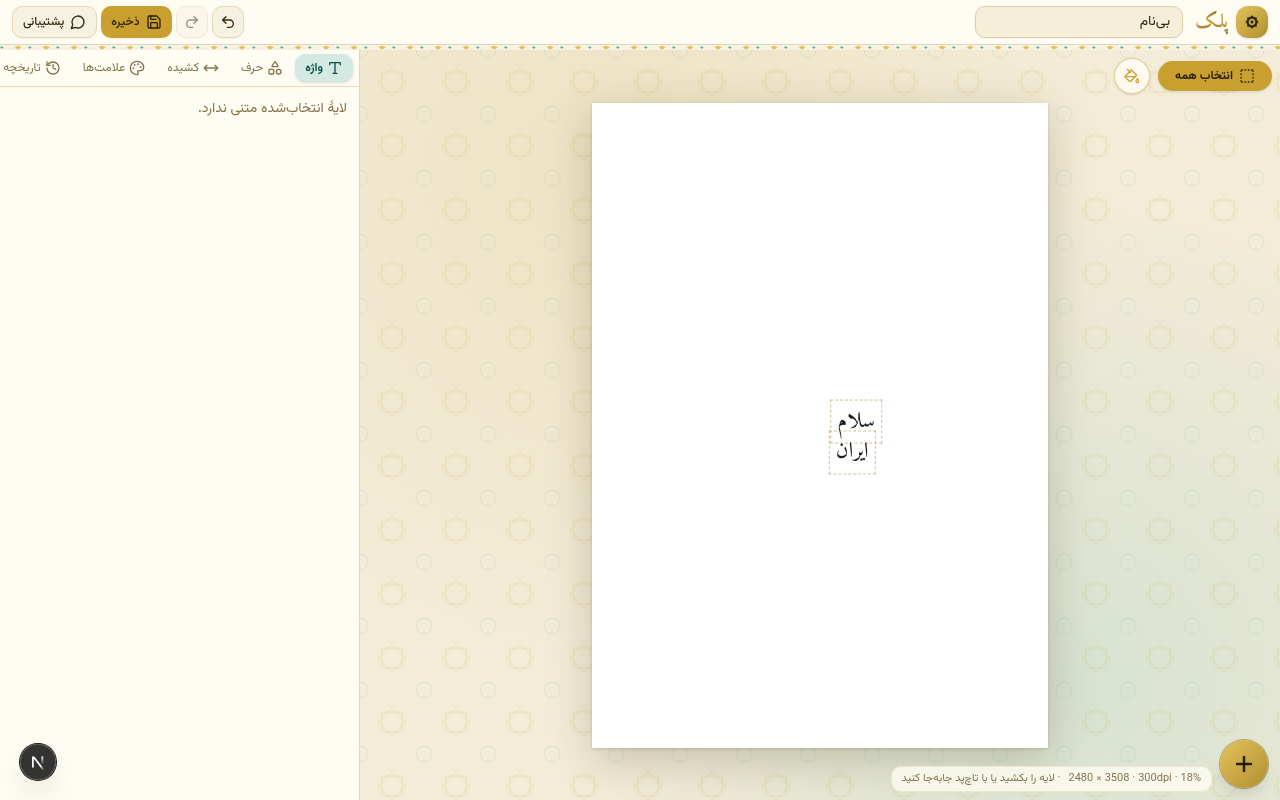 پلک
بی‌نام
ذخیره
پشتیبانی
انتخاب همه
واژه
حرف
کشیده
علامت‌ها
تاریخچه
لایهٔ انتخاب‌شده متنی ندارد.
سلام
ایران
2480 × 3508 · 300dpi · 18% · لایه را بکشید یا با تاچ‌پد جابه‌جا کنید
N